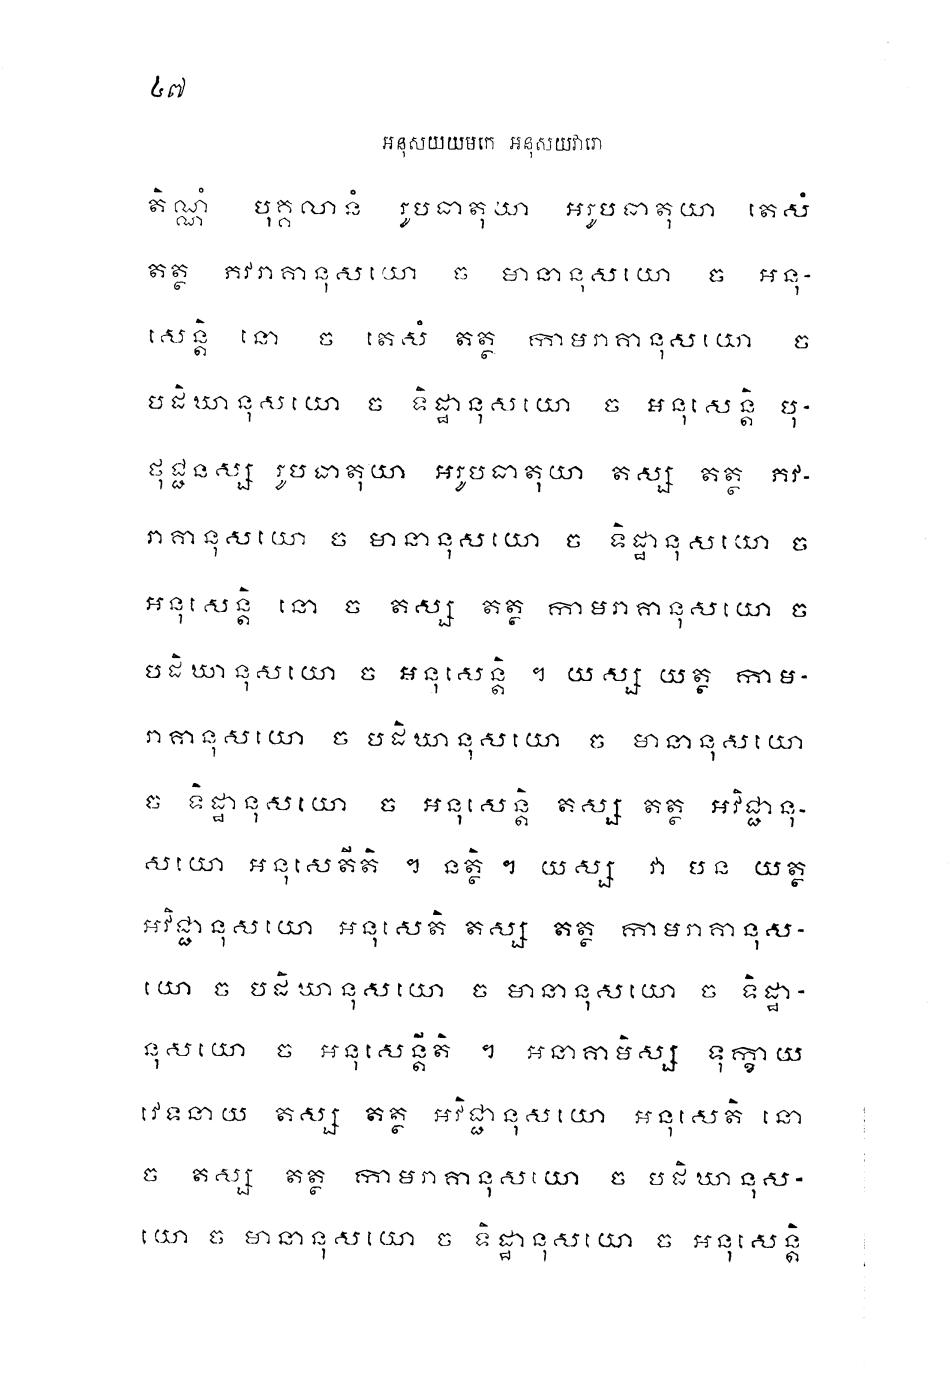 ៤៧
អនុសយយមកេ អនុសយវារោ
តិណ្ណំ បុគ្គលានំ រូបធាតុយា អរូបធាតុយា តេសំ
តត្ថ ភវរាគានុសយោ ច មានានុសយោ ច អនុ-
សេន្តិ នោ ច តេសំ តត្ថ កាមរាគានុសយោ ច
បដិឃានុសយោ ច ទិដ្ឋានុសយោ ច អនុសេន្តិ បុ-
ថុជ្ជនស្ស រូបធាតុយា អរូបធាតុយា តស្ស តត្ថ ភវ-
រាគានុសយោ ច មានានុសយោ ច ទិដ្ឋានុសយោ ច
អនុសេន្តិ នោ ច តស្ស តត្ថ កាមរាគានុសយោ ច
បដិឃានុសយោ ច អនុសេន្តិ ។ យស្ស យត្ថ កាម-
រាគានុសយោ ច បដិឃានុសយោ ច មានានុសយោ
ច ទិដ្ឋានុសយោ ច អនុសេន្តិ តស្ស តត្ថ អវិជ្ជានុ-
សយោ អនុសេតីតិ ។ នត្ថិ ។ យស្ស វា បន យត្ថ
អវិជ្ជានុសយោ អនុសេតិ តស្ស តត្ថ កាមរាគានុស-
យោ ច បដិឃានុសយោ ច មានានុសយោ ច ទិដ្ឋា-
នុសយោ ច អនុសេន្តីតិ ។ អនាគាមិស្ស ទុក្ខាយ
វេទនាយ តស្ស តត្ថ អវិជ្ជានុសយោ អនុសេតិ នោ
ច តស្ស តត្ថ កាមរាគានុសយោ ច បដិឃានុស-
យោ ច មានានុសយោ ច ទិដ្ឋានុសយោ ច អនុសេន្តិ